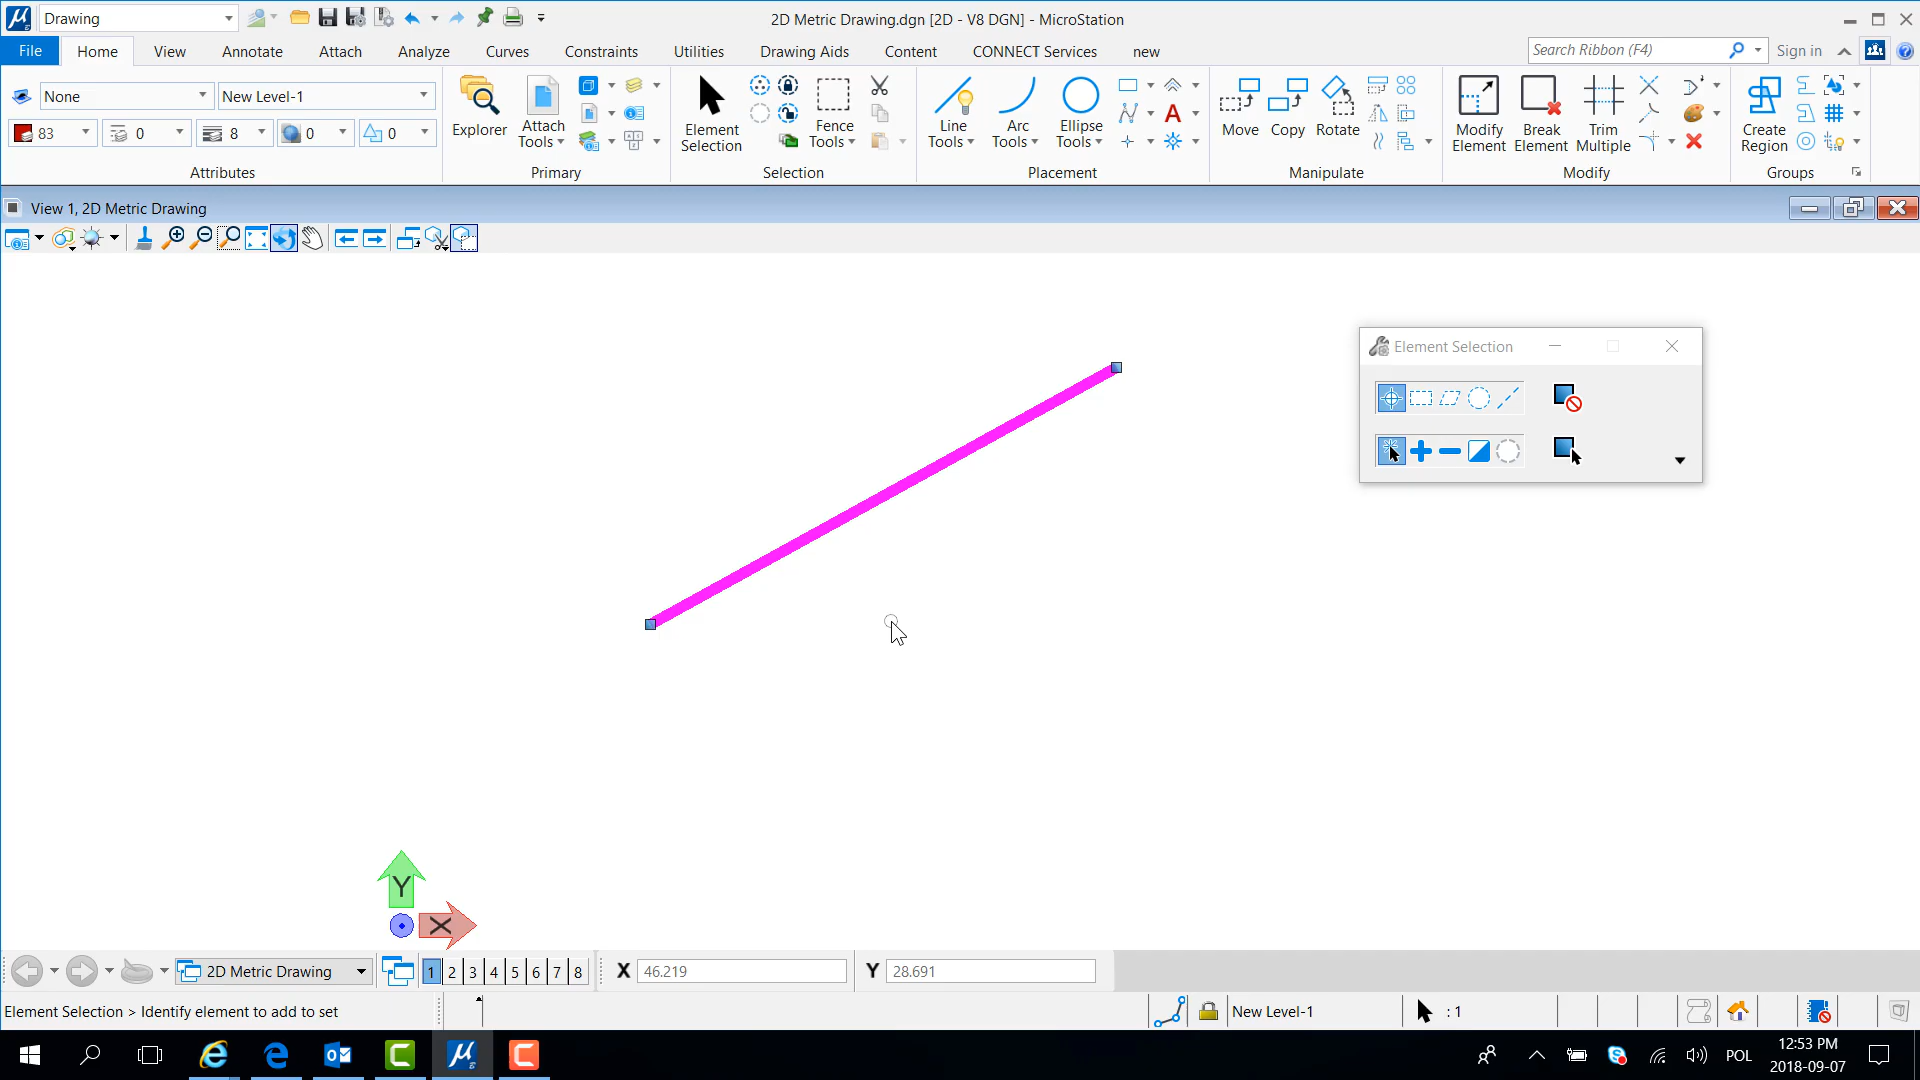 Drawing
2D Metric Drawing.dgn [2D - V8 DGN] - MicroStation
File Home View Annotate Attach Analyze Curves Constraints Utilities Drawing Aids Content CONNECT Services new
Search Ribbon (F4)
Sign in
None
New Level-1
83 0 8 0 0
Attributes
Explorer
Attach
Tools
Primary
Element
Selection
Fence
Tools
Selection
Line
Tools
Arc
Tools
Ellipse
Tools
Placement
Move
Copy
Rotate
Manipulate
Modify
Element
Break
Element
Trim
Multiple
Modify
Create
Region
Groups
View 1, 2D Metric Drawing
Element Selection
Y
X
2D Metric Drawing
1 2 3 4 5 6 7 8
X 46.219
Y 28.691
Element Selection > Identify element to add to set
New Level-1
: 1
POL
12:53 PM
2018-09-07